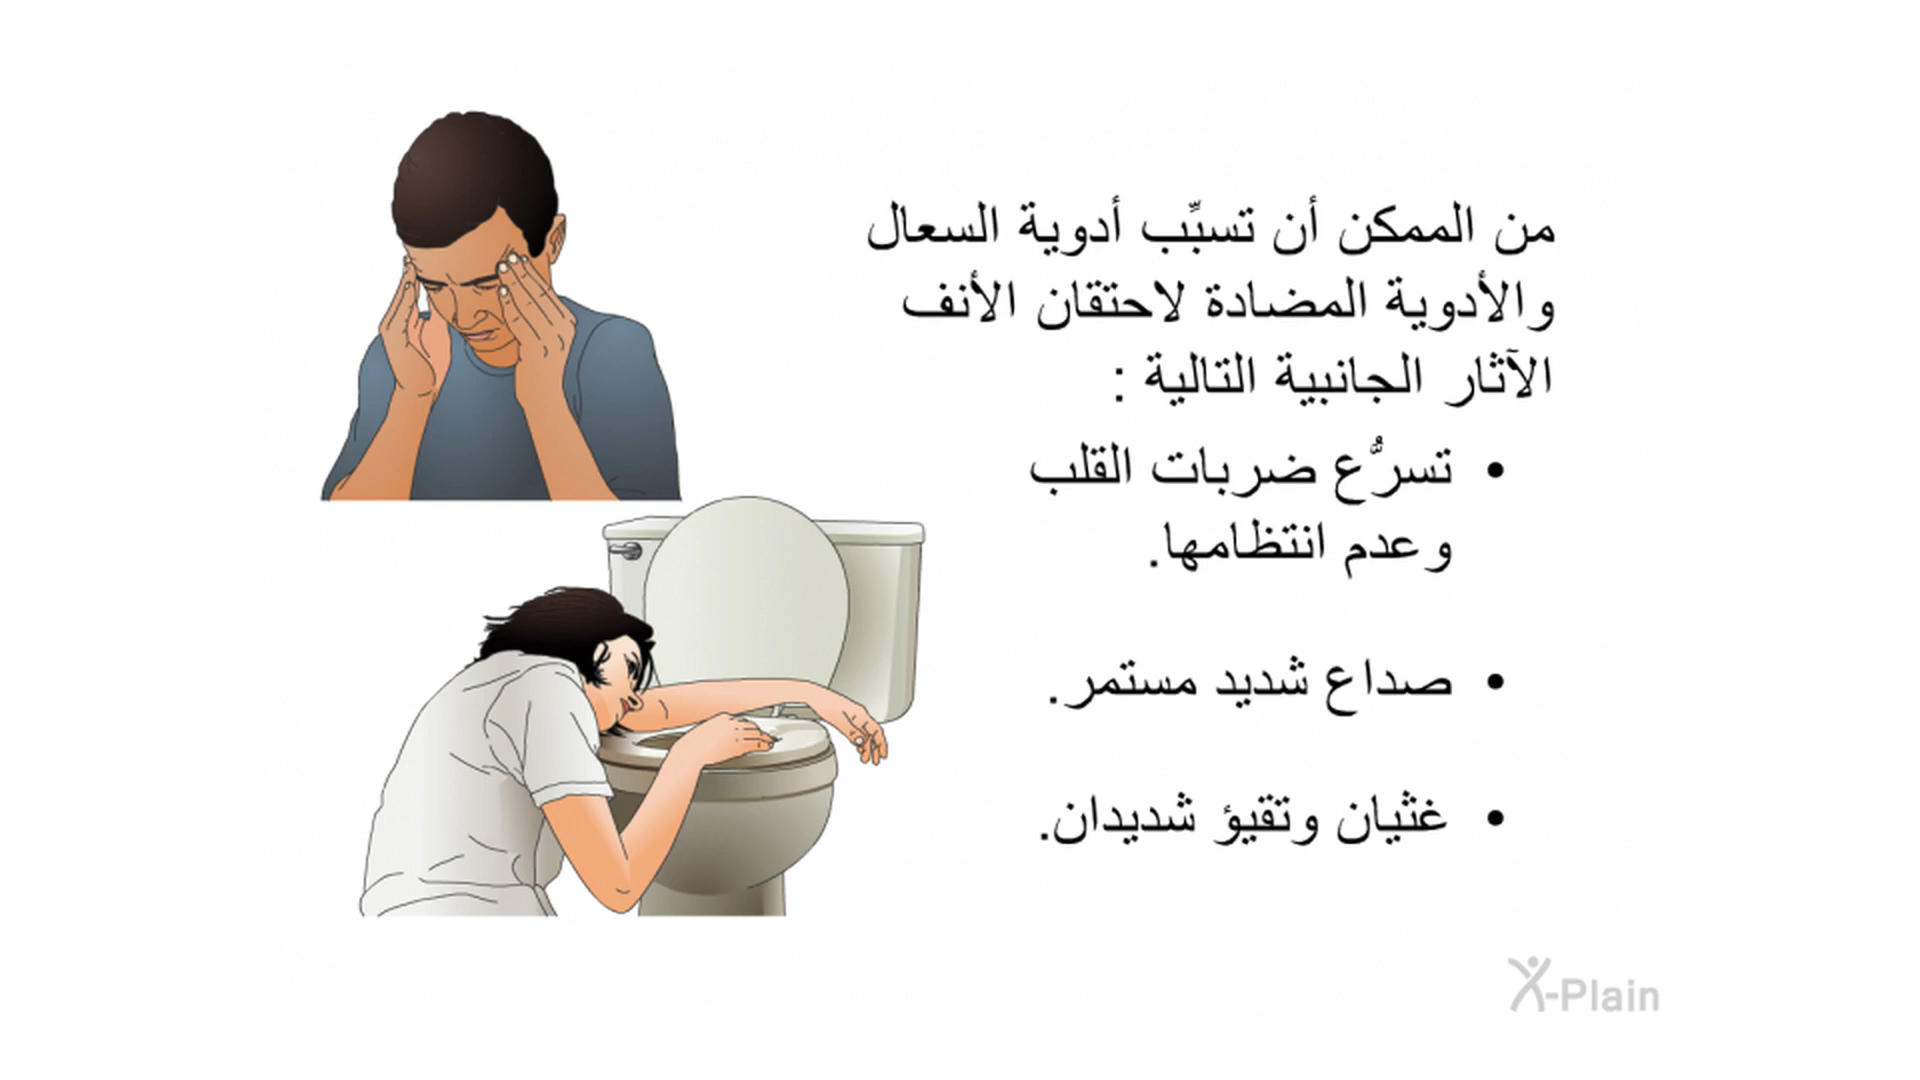 من الممكن أن تسبِّب أدوية السعال
والأدوية المضادة لاحتقان الأنف
الآثار الجانبية التالية :
• تسرُّع ضربات القلب
وعدم انتظامها.
• صداع شديد مستمر.
• غثيان وتقيؤ شديدان.
X-Plain